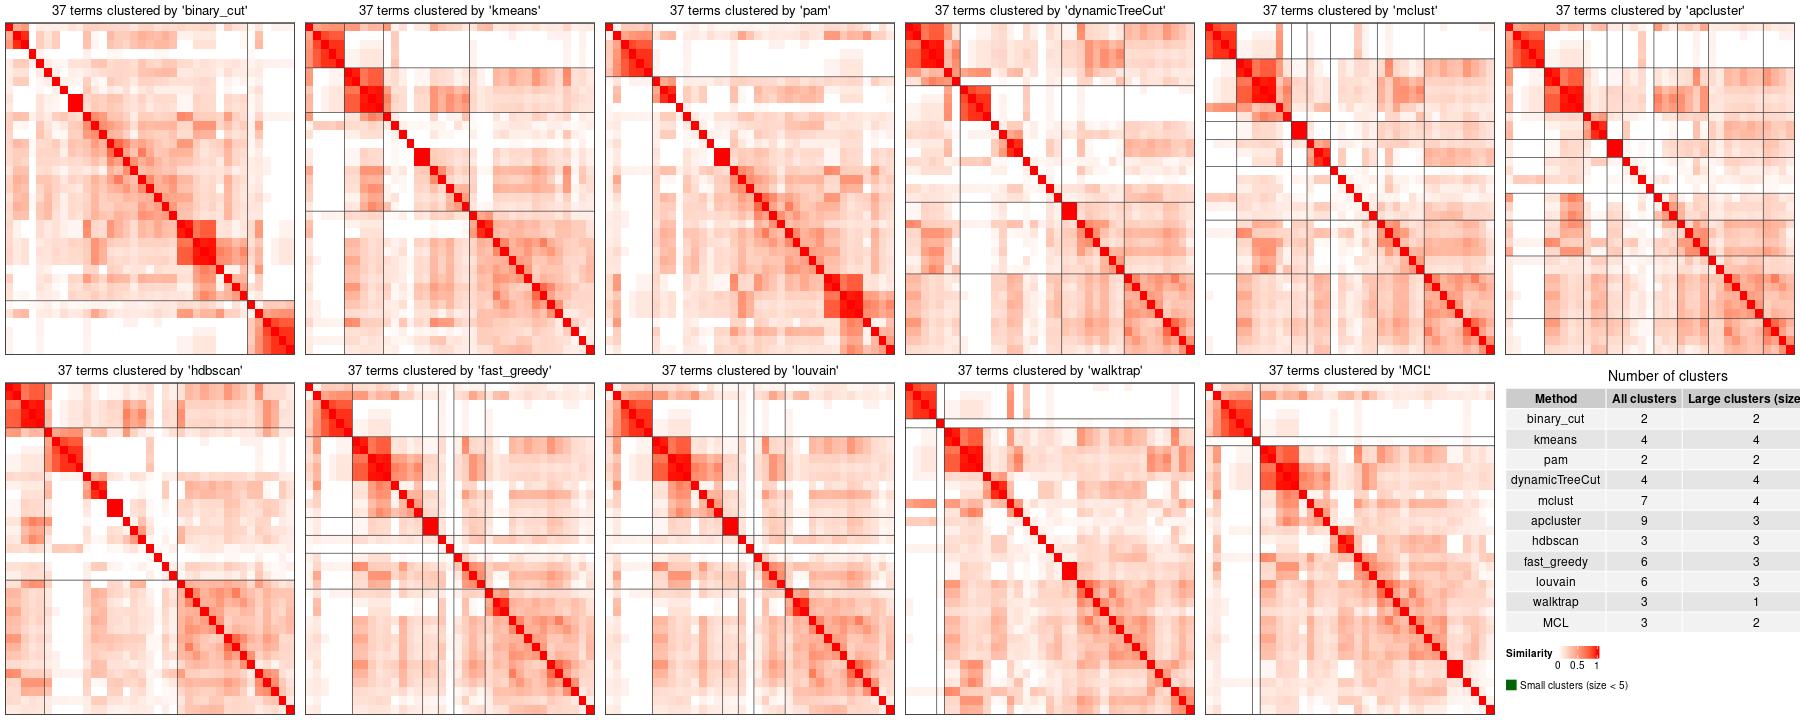 37 terms clustered by 'binary_cut'
37 terms clustered by 'kmeans'
37 terms clustered by 'pam'
37 terms clustered by 'dynamicTreeCut'
37 terms clustered by 'mclust'
37 terms clustered by 'apcluster'
37 terms clustered by 'hdbscan'
37 terms clustered by 'fast_greedy'
37 terms clustered by 'louvain'
37 terms clustered by 'walktrap'
37 terms clustered by 'MCL'
Number of clusters
Method All clusters Large clusters (size
binary_cut 2 2
kmeans 4 4
pam 2 2
dynamicTreeCut 4 4
mclust 7 4
apcluster 9 3
hdbscan 3 3
fast_greedy 6 3
louvain 6 3
walktrap 3 1
MCL 3 2
Similarity
0 0.5 1
Small clusters (size < 5)